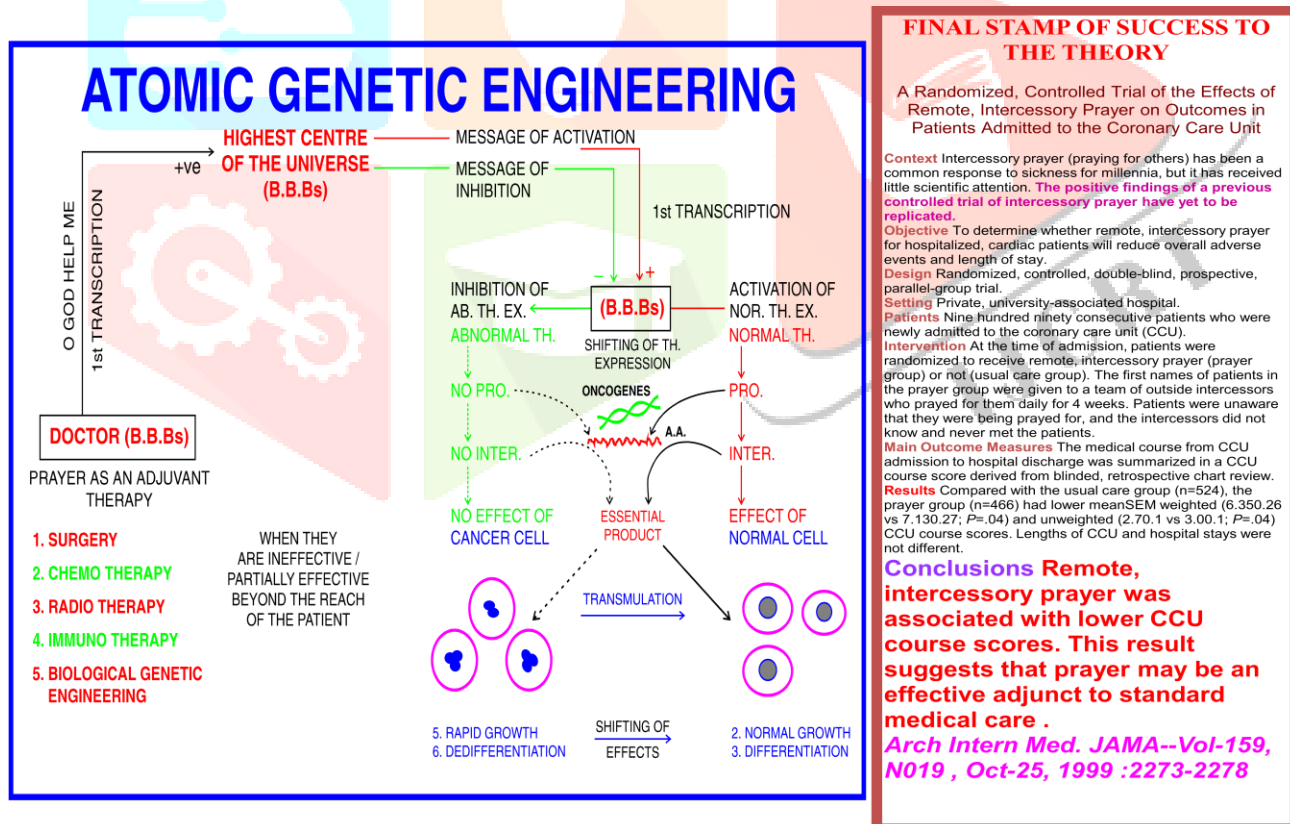 ATOMIC GENETIC ENGINEERING
HIGHEST CENTRE
OF THE UNIVERSE
(B.B.Bs)
+ve
MESSAGE OF ACTIVATION
MESSAGE OF
INHIBITION
1st TRANSCRIPTION
O GOD HELP ME
1st TRANSCRIPTION
DOCTOR (B.B.Bs)
PRAYER AS AN ADJUVANT
THERAPY
1. SURGERY
2. CHEMO THERAPY
3. RADIO THERAPY
4. IMMUNO THERAPY
5. BIOLOGICAL GENETIC
ENGINEERING
WHEN THEY
ARE INEFFECTIVE /
PARTIALLY EFFECTIVE
BEYOND THE REACH
OF THE PATIENT
– +
INHIBITION OF
AB. TH. EX.
(B.B.Bs)
ACTIVATION OF
NOR. TH. EX.
ABNORMAL TH.
SHIFTING OF TH.
EXPRESSION
NORMAL TH.
NO PRO.
ONCOGENES
PRO.
A.A.
NO INTER.
INTER.
NO EFFECT OF
CANCER CELL
ESSENTIAL
PRODUCT
EFFECT OF
NORMAL CELL
TRANSMULATION
5. RAPID GROWTH
6. DEDIFFERENTIATION
SHIFTING OF
EFFECTS
2. NORMAL GROWTH
3. DIFFERENTIATION
FINAL STAMP OF SUCCESS TO
THE THEORY
A Randomized, Controlled Trial of the Effects of
Remote, Intercessory Prayer on Outcomes in
Patients Admitted to the Coronary Care Unit
Context Intercessory prayer (praying for others) has been a
common response to sickness for millennia, but it has received
little scientific attention. The positive findings of a previous
controlled trial of intercessory prayer have yet to be
replicated.
Objective To determine whether remote, intercessory prayer
for hospitalized, cardiac patients will reduce overall adverse
events and length of stay.
Design Randomized, controlled, double-blind, prospective,
parallel-group trial.
Setting Private, university-associated hospital.
Patients Nine hundred ninety consecutive patients who were
newly admitted to the coronary care unit (CCU).
Intervention At the time of admission, patients were
randomized to receive remote, intercessory prayer (prayer
group) or not (usual care group). The first names of patients in
the prayer group were given to a team of outside intercessors
who prayed for them daily for 4 weeks. Patients were unaware
that they were being prayed for, and the intercessors did not
know and never met the patients.
Main Outcome Measures The medical course from CCU
admission to hospital discharge was summarized in a CCU
course score derived from blinded, retrospective chart review.
Results Compared with the usual care group (n=524), the
prayer group (n=466) had lower meanSEM weighted (6.350.26
vs 7.130.27; P=.04) and unweighted (2.70.1 vs 3.00.1; P=.04)
CCU course scores. Lengths of CCU and hospital stays were
not different.
Conclusions Remote,
intercessory prayer was
associated with lower CCU
course scores. This result
suggests that prayer may be an
effective adjunct to standard
medical care .
Arch Intern Med. JAMA--Vol-159,
N019 , Oct-25, 1999 :2273-2278
IJCRT